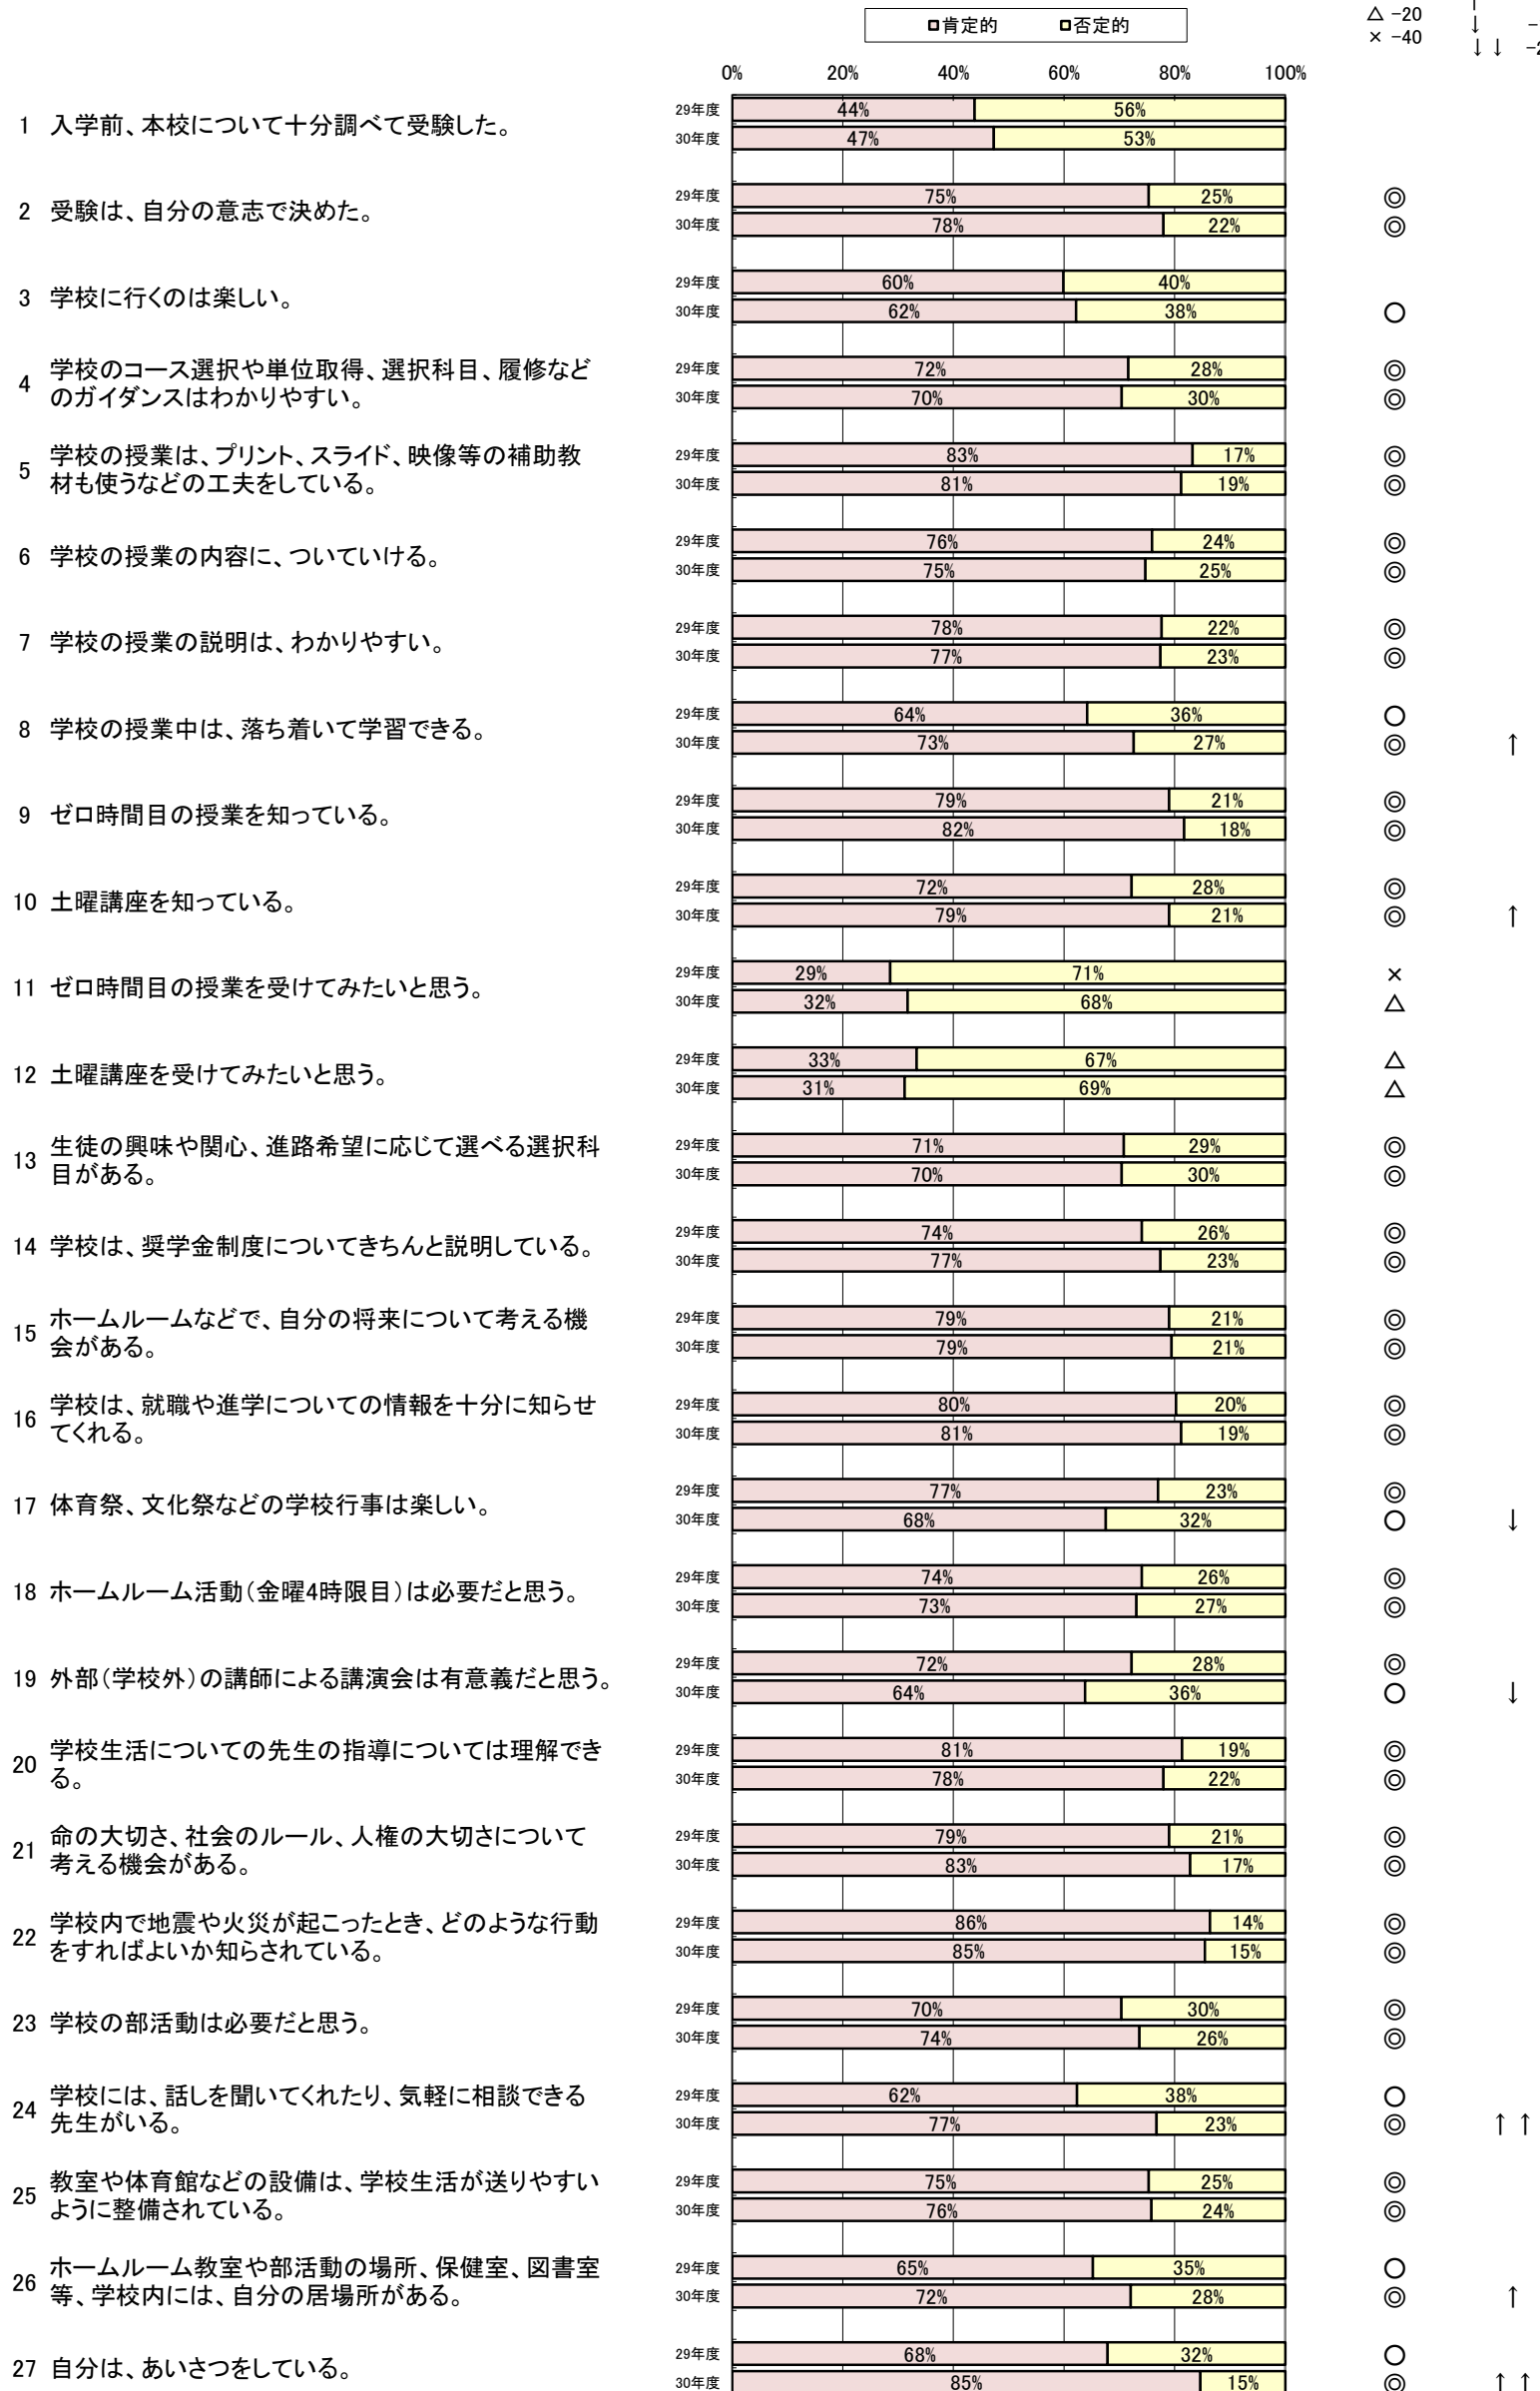 肯定的 否定的
△ -20 ↓ -
× -40 ↓ ↓
0% 20% 40% 60% 80% 100%
1 入学前、本校について十分調べて受験した。
29年度 44% 56%
30年度 47% 53%
2 受験は、自分の意志で決めた。
29年度 75% 25% ◎
30年度 78% 22% ◎
3 学校に行くのは楽しい。
29年度 60% 40%
30年度 62% 38% ○
4 学校のコース選択や単位取得、選択科目、履修など
のガイダンスはわかりやすい。
29年度 72% 28% ◎
30年度 70% 30% ◎
5 学校の授業は、プリント、スライド、映像等の補助教
材も使うなどの工夫をしている。
29年度 83% 17% ◎
30年度 81% 19% ◎
6 学校の授業の内容に、ついていける。
29年度 76% 24% ◎
30年度 75% 25% ◎
7 学校の授業の説明は、わかりやすい。
29年度 78% 22% ◎
30年度 77% 23% ◎
8 学校の授業中は、落ち着いて学習できる。
29年度 64% 36% ○
30年度 73% 27% ◎ ↑
9 ゼロ時間目の授業を知っている。
29年度 79% 21% ◎
30年度 82% 18% ◎
10 土曜講座を知っている。
29年度 72% 28% ◎
30年度 79% 21% ◎ ↑
11 ゼロ時間目の授業を受けてみたいと思う。
29年度 29% 71% ×
30年度 32% 68% △
12 土曜講座を受けてみたいと思う。
29年度 33% 67% △
30年度 31% 69% △
13 生徒の興味や関心、進路希望に応じて選べる選択科
目がある。
29年度 71% 29% ◎
30年度 70% 30% ◎
14 学校は、奨学金制度についてきちんと説明している。
29年度 74% 26% ◎
30年度 77% 23% ◎
15 ホームルームなどで、自分の将来について考える機
会がある。
29年度 79% 21% ◎
30年度 79% 21% ◎
16 学校は、就職や進学についての情報を十分に知らせ
てくれる。
29年度 80% 20% ◎
30年度 81% 19% ◎
17 体育祭、文化祭などの学校行事は楽しい。
29年度 77% 23% ◎
30年度 68% 32% ○ ↓
18 ホームルーム活動(金曜4時限目)は必要だと思う。
29年度 74% 26% ◎
30年度 73% 27% ◎
19 外部(学校外)の講師による講演会は有意義だと思う。
29年度 72% 28% ◎
30年度 64% 36% ○ ↓
20 学校生活についての先生の指導については理解でき
る。
29年度 81% 19% ◎
30年度 78% 22% ◎
21 命の大切さ、社会のルール、人権の大切さについて
考える機会がある。
29年度 79% 21% ◎
30年度 83% 17% ◎
22 学校内で地震や火災が起こったとき、どのような行動
をすればよいか知らされている。
29年度 86% 14% ◎
30年度 85% 15% ◎
23 学校の部活動は必要だと思う。
29年度 70% 30% ◎
30年度 74% 26% ◎
24 学校には、話しを聞いてくれたり、気軽に相談できる
先生がいる。
29年度 62% 38% ○
30年度 77% 23% ◎ ↑ ↑
25 教室や体育館などの設備は、学校生活が送りやすい
ように整備されている。
29年度 75% 25% ◎
30年度 76% 24% ◎
26 ホームルーム教室や部活動の場所、保健室、図書室
等、学校内には、自分の居場所がある。
29年度 65% 35% ○
30年度 72% 28% ◎ ↑
27 自分は、あいさつをしている。
29年度 68% 32% ○
30年度 85% 15% ◎ ↑ ↑